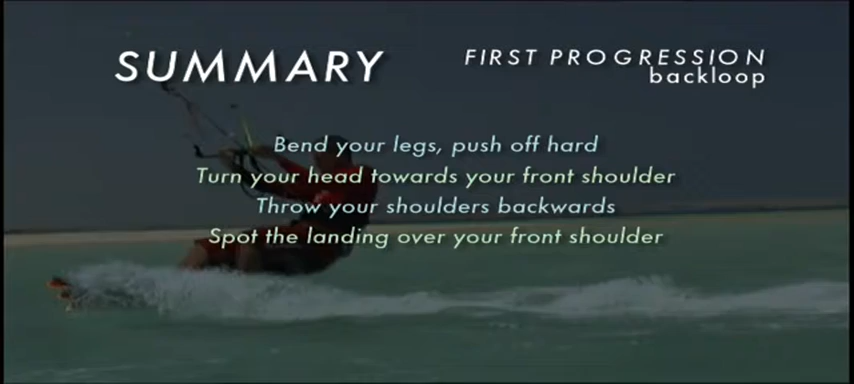 SUMMARY
FIRST PROGRESSION
backloop
Bend your legs, push off hard
Turn your head towards your front shoulder
Throw your shoulders backwards
Spot the landing over your front shoulder